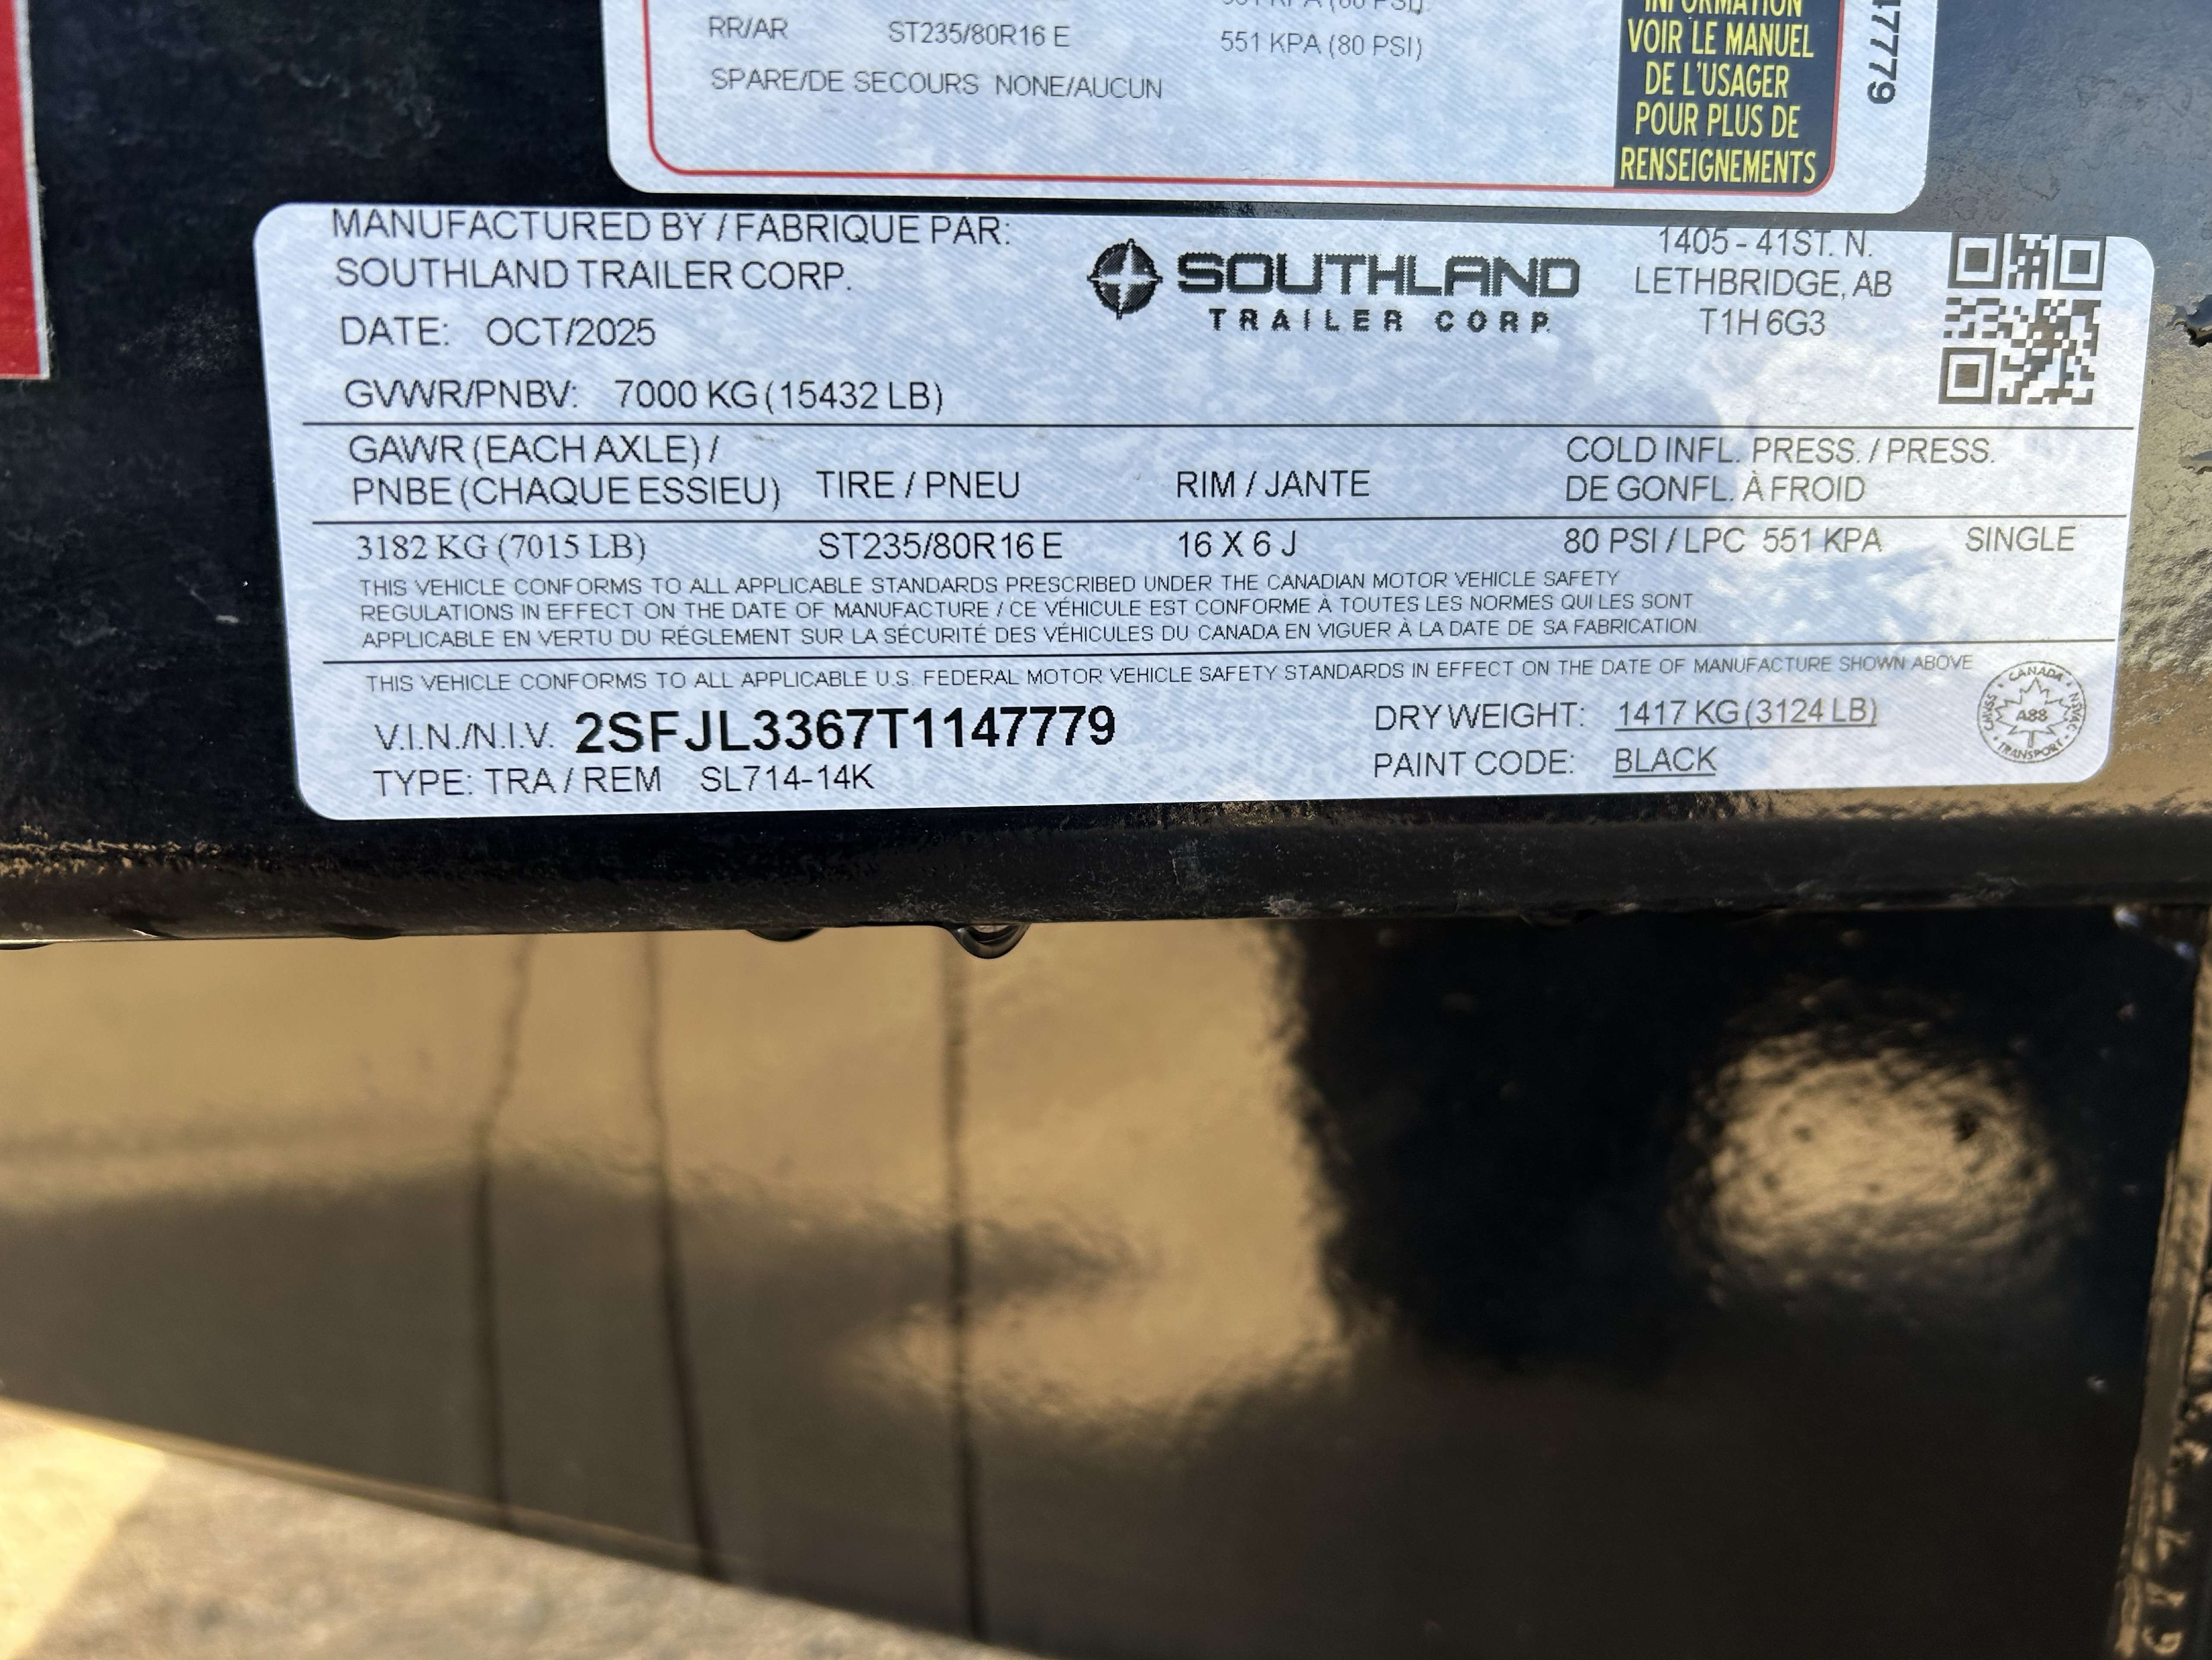 RR/AR ST235/80R16 E 551 KPA (80 PSI)
SPARE/DE SECOURS NONE/AUCUN
INFORMATION
VOIR LE MANUEL
DE L'USAGER
POUR PLUS DE
RENSEIGNEMENTS
47779
MANUFACTURED BY / FABRIQUE PAR:
SOUTHLAND TRAILER CORP.
DATE: OCT/2025
GVWR/PNBV: 7000 KG (15432 LB)
SOUTHLAND
TRAILER CORP.
1405 - 41ST. N.
LETHBRIDGE, AB
T1H 6G3
GAWR (EACH AXLE) /
PNBE (CHAQUE ESSIEU) TIRE / PNEU RIM / JANTE
COLD INFL. PRESS. / PRESS.
DE GONFL. À FROID
3182 KG (7015 LB) ST235/80R16 E 16 X 6 J 80 PSI / LPC 551 KPA SINGLE
THIS VEHICLE CONFORMS TO ALL APPLICABLE STANDARDS PRESCRIBED UNDER THE CANADIAN MOTOR VEHICLE SAFETY
REGULATIONS IN EFFECT ON THE DATE OF MANUFACTURE / CE VÉHICULE EST CONFORME À TOUTES LES NORMES QUI LES SONT
APPLICABLE EN VERTU DU RÉGLEMENT SUR LA SÉCURITÉ DES VÉHICULES DU CANADA EN VIGUER À LA DATE DE SA FABRICATION
THIS VEHICLE CONFORMS TO ALL APPLICABLE U.S. FEDERAL MOTOR VEHICLE SAFETY STANDARDS IN EFFECT ON THE DATE OF MANUFACTURE SHOWN ABOVE
V.I.N./N.I.V. 2SFJL3367T1147779
TYPE: TRA / REM SL714-14K
DRY WEIGHT: 1417 KG (3124 LB)
PAINT CODE: BLACK
CANADA
A88
TRANSPORT